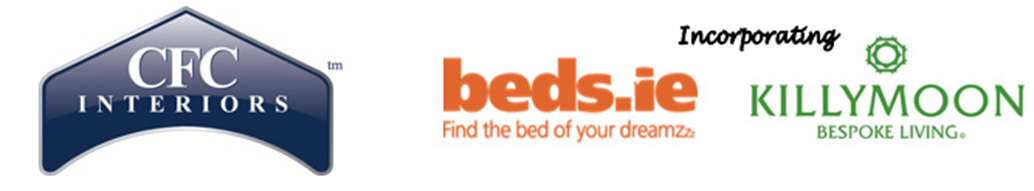 CFC
INTERIORS
tm
Incorporating
beds.ie
Find the bed of your dreamzzz
KILLYMOON
BESPOKE LIVING®